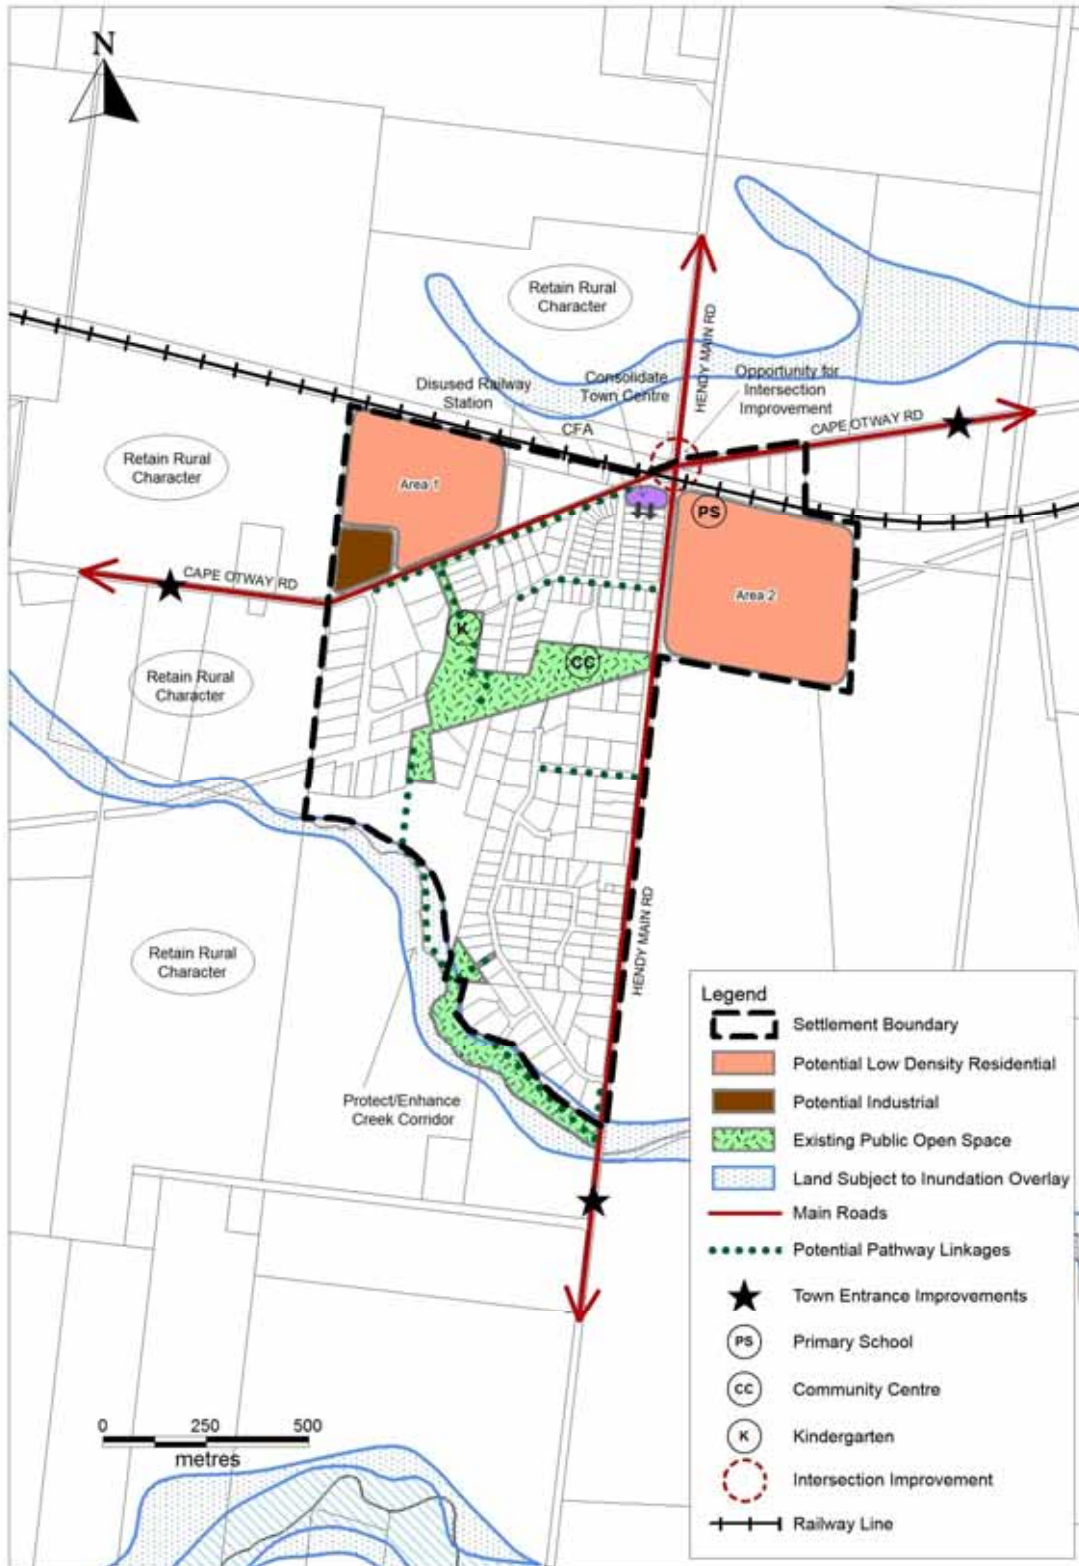 N
Retain Rural
Character
HENDY MAIN RD
Disused Railway
Station
Consolidate
Town Centre
Opportunity for
Intersection
Improvement
CFA
CAPE OTWAY RD
Retain Rural
Character
Area 1
PS
CAPE OTWAY RD
Area 2
K
CC
Retain Rural
Character
HENDY MAIN RD
Retain Rural
Character
Protect/Enhance
Creek Corridor
Legend
Settlement Boundary
Potential Low Density Residential
Potential Industrial
Existing Public Open Space
Land Subject to Inundation Overlay
Main Roads
Potential Pathway Linkages
Town Entrance Improvements
PS Primary School
CC Community Centre
K Kindergarten
Intersection Improvement
Railway Line
0 250 500
metres